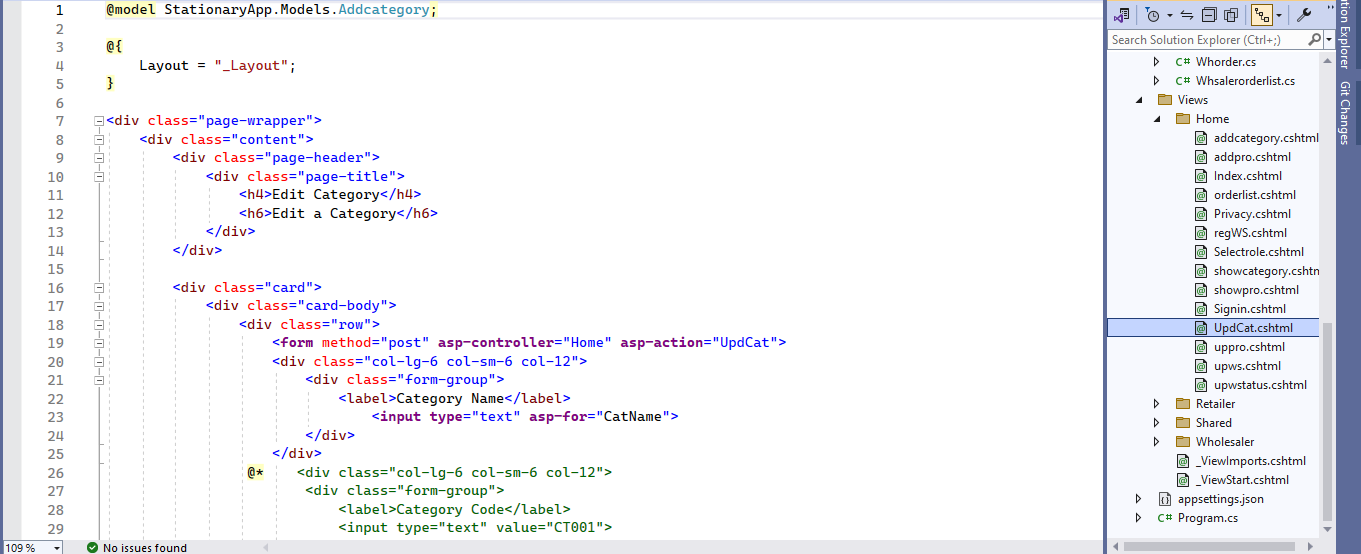 1 @model StationaryApp.Models.Addcategory;
2
3 @{
4 Layout = "_Layout";
5 }
6
7 <div class="page-wrapper">
8 <div class="content">
9 <div class="page-header">
10 <div class="page-title">
11 <h4>Edit Category</h4>
12 <h6>Edit a Category</h6>
13 </div>
14 </div>
15
16 <div class="card">
17 <div class="card-body">
18 <div class="row">
19 <form method="post" asp-controller="Home" asp-action="UpdCat">
20 <div class="col-lg-6 col-sm-6 col-12">
21 <div class="form-group">
22 <label>Category Name</label>
23 <input type="text" asp-for="CatName">
24 </div>
25 </div>
26 @* <div class="col-lg-6 col-sm-6 col-12">
27 <div class="form-group">
28 <label>Category Code</label>
29 <input type="text" value="CT001">
109 %
No issues found
Search Solution Explorer (Ctrl+;)
C# Whorder.cs
C# Whsalerorderlist.cs
Views
Home
addcategory.cshtml
addpro.cshtml
Index.cshtml
orderlist.cshtml
Privacy.cshtml
regWS.cshtml
Selectrole.cshtml
showcategory.cshtn
showpro.cshtml
Signin.cshtml
UpdCat.cshtml
uppro.cshtml
upws.cshtml
upwstatus.cshtml
Retailer
Shared
Wholesaler
_ViewImports.cshtml
_ViewStart.cshtml
appsettings.json
C# Program.cs
tion Explorer
Git Changes